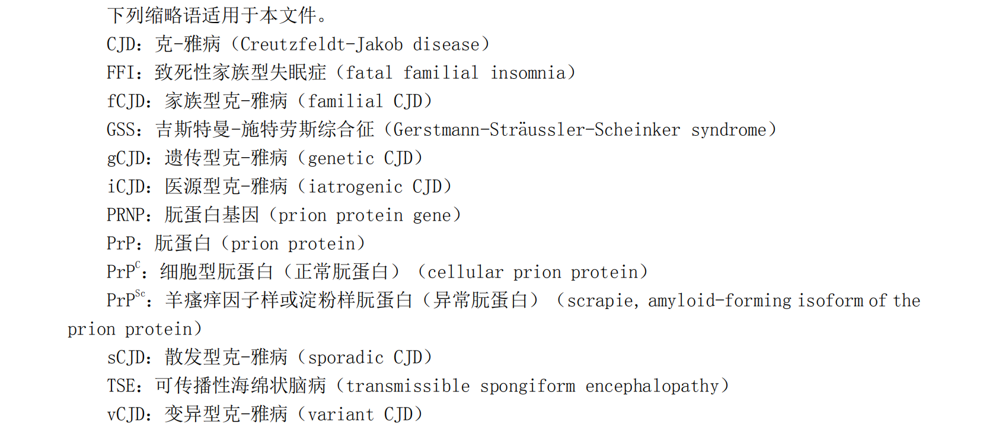 下列缩略语适用于本文件。
CJD：克-雅病（Creutzfeldt-Jakob disease）
FFI：致死性家族型失眠症（fatal familial insomnia）
fCJD：家族型克-雅病（familial CJD）
GSS：吉斯特曼-施特劳斯综合征（Gerstmann-Sträussler-Scheinker syndrome）
gCJD：遗传型克-雅病（genetic CJD）
iCJD：医源型克-雅病（iatrogenic CJD）
PRNP：朊蛋白基因（prion protein gene）
PrP：朊蛋白（prion protein）
PrP^C：细胞型朊蛋白（正常朊蛋白）（cellular prion protein）
PrP^Sc：羊瘙痒因子样或淀粉样朊蛋白（异常朊蛋白）（scrapie, amyloid-forming isoform of the
prion protein）
sCJD：散发型克-雅病（sporadic CJD）
TSE：可传播性海绵状脑病（transmissible spongiform encephalopathy）
vCJD：变异型克-雅病（variant CJD）